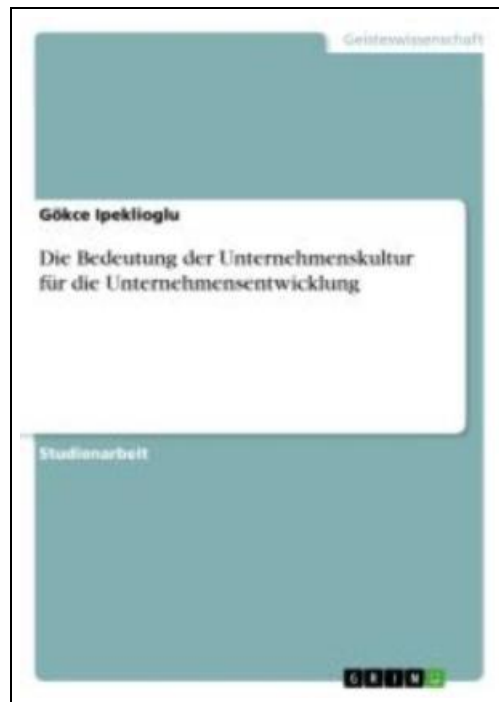 Geisteswissenschaft
Gökce Ipeklioglu
Die Bedeutung der Unternehmenskultur
für die Unternehmensentwicklung
Studienarbeit
GRIN